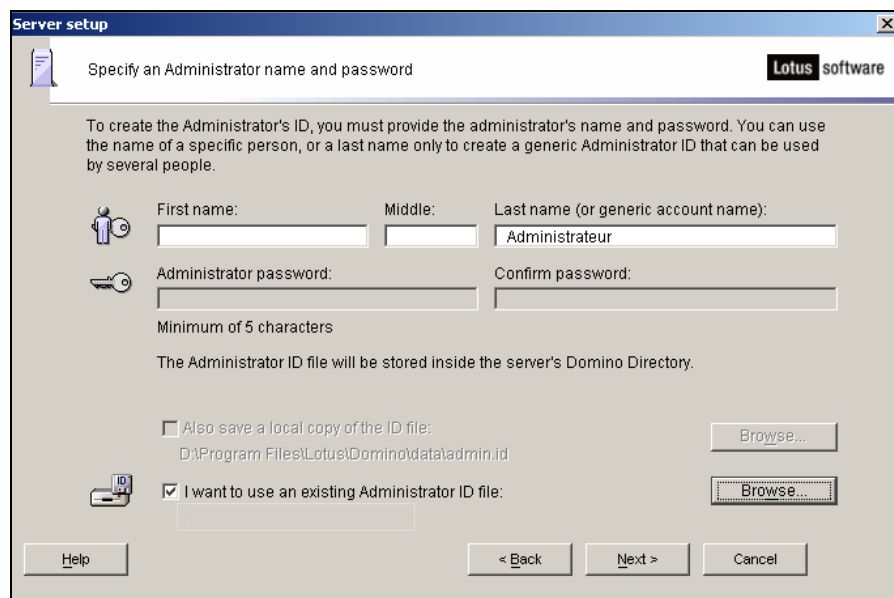 Server setup
Specify an Administrator name and password
Lotus software
To create the Administrator's ID, you must provide the administrator's name and password. You can use
the name of a specific person, or a last name only to create a generic Administrator ID that can be used
by several people.
First name: Middle: Last name (or generic account name):
Administrateur
Administrator password: Confirm password:
Minimum of 5 characters
The Administrator ID file will be stored inside the server's Domino Directory.
Also save a local copy of the ID file: Browse...
D:\Program Files\Lotus\Domino\data\admin.id
ID
I want to use an existing Administrator ID file: Browse...
Help < Back Next > Cancel